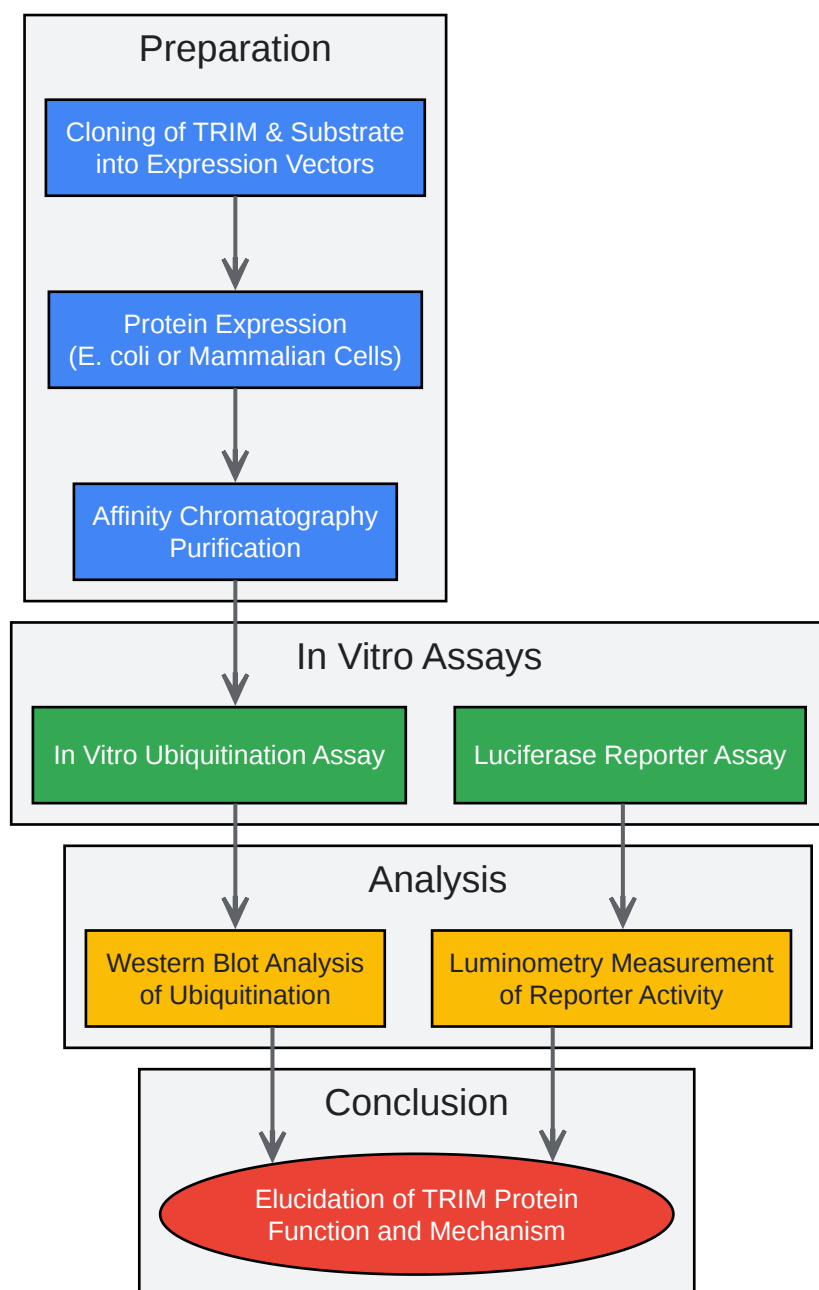 Preparation
Cloning of TRIM & Substrate
into Expression Vectors
Protein Expression
(E. coli or Mammalian Cells)
Affinity Chromatography
Purification
In Vitro Assays
In Vitro Ubiquitination Assay
Luciferase Reporter Assay
Analysis
Western Blot Analysis
of Ubiquitination
Luminometry Measurement
of Reporter Activity
Conclusion
Elucidation of TRIM Protein
Function and Mechanism